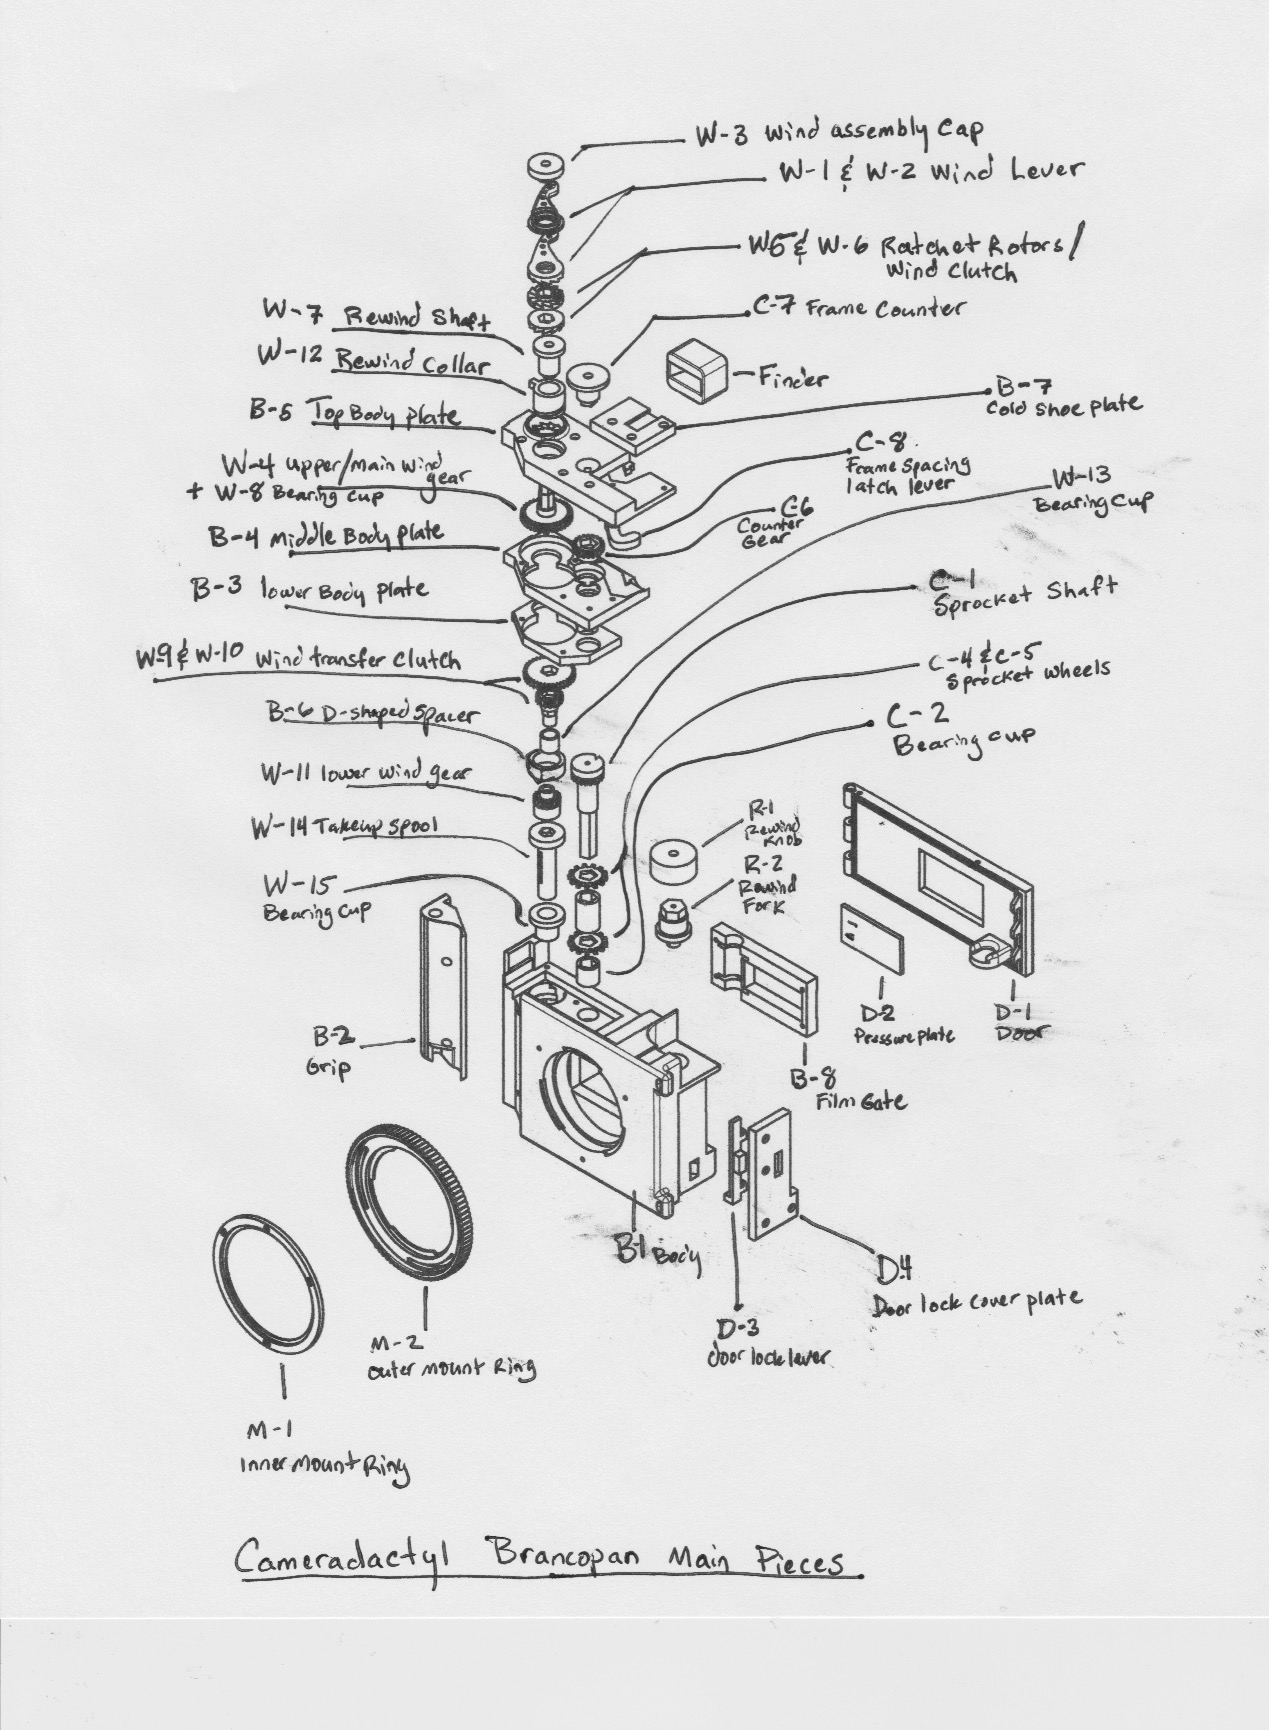 W-3 Wind assembly Cap
W-1 & W-2 Wind Lever
W5 & W-6 Ratchet Rotors/
Wind Clutch
W-7 Rewind Shaft
C-7 Frame Counter
W-12 Rewind Collar
Finder
B-7
Cold Shoe plate
B-5 Top Body plate
C-8
Frame spacing
latch lever
W-4 upper/main wind
gear
+ W-8 Bearing cup
W-13
Bearing Cup
C-6
Counter
Gear
B-4 Middle Body plate
B-3 lower Body plate
C-1
Sprocket Shaft
W-9 & W-10 Wind transfer clutch
C-4 & C-5
Sprocket wheels
B-6 D-shaped spacer
C-2
Bearing cup
W-11 lower wind gear
W-14 Takeup spool
R-1
Rewind
Knob
R-2
Rewind
Fork
W-15
Bearing Cup
B-2
Grip
D-2
Pressure plate
D-1
Door
B-8
Film Gate
B-1 Body
D4
Door lock cover plate
D-3
door lock lever
M-2
outer mount Ring
M-1
inner mount Ring
Cameradactyl Brancopan Main Pieces